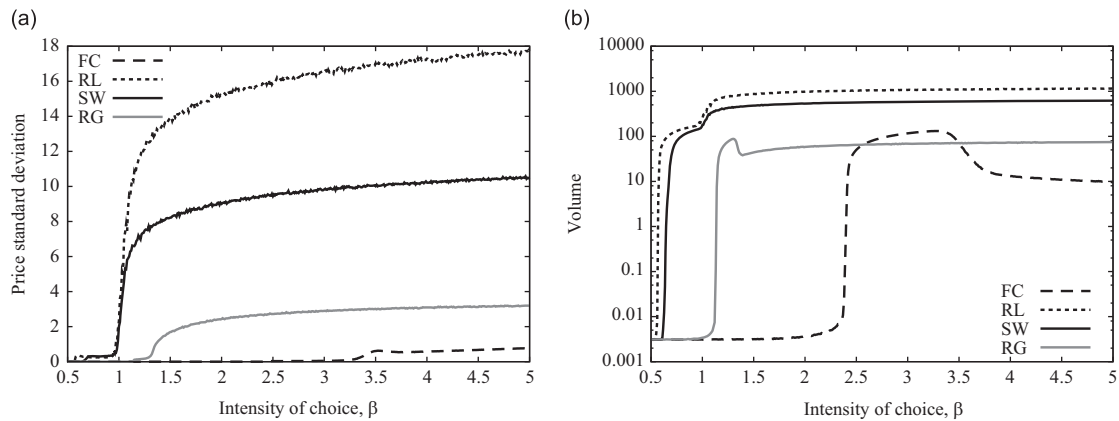 (a)
18
16
14
12
10
8
6
4
2
0
Price standard deviation
FC
RL
SW
RG
0.5 1 1.5 2 2.5 3 3.5 4 4.5 5
Intensity of choice, β
(b)
10000
1000
100
10
1
0.1
0.01
0.001
Volume
FC
RL
SW
RG
0.5 1 1.5 2 2.5 3 3.5 4 4.5 5
Intensity of choice, β